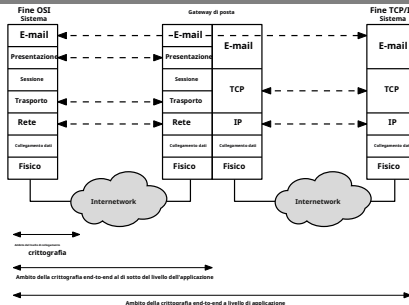 Fine OSI
Sistema
Gateway di posta
Fine TCP/I
Sistema
E-mail
E-mail
E-mail
E-mail
Presentazione
Presentazione
Sessione
Sessione
TCP
TCP
Trasporto
Trasporto
Rete
Rete
IP
IP
Collegamento dati
Collegamento dati
Collegamento dati
Collegamento dati
Fisico
Fisico
Fisico
Fisico
Internetwork
Internetwork
crittografia
Ambito della crittografia end-to-end al di sotto del livello dell'applicazione
Ambito della crittografia end-to-end a livello di applicazione